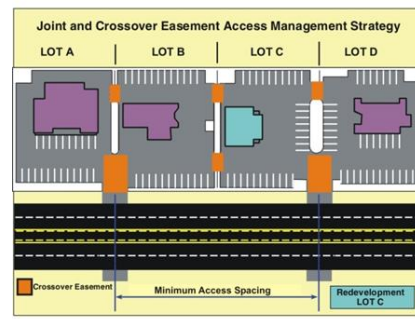 Joint and Crossover Easement Access Management Strategy
LOT A LOT B LOT C LOT D
Crossover Easement
Minimum Access Spacing
Redevelopment
LOT C